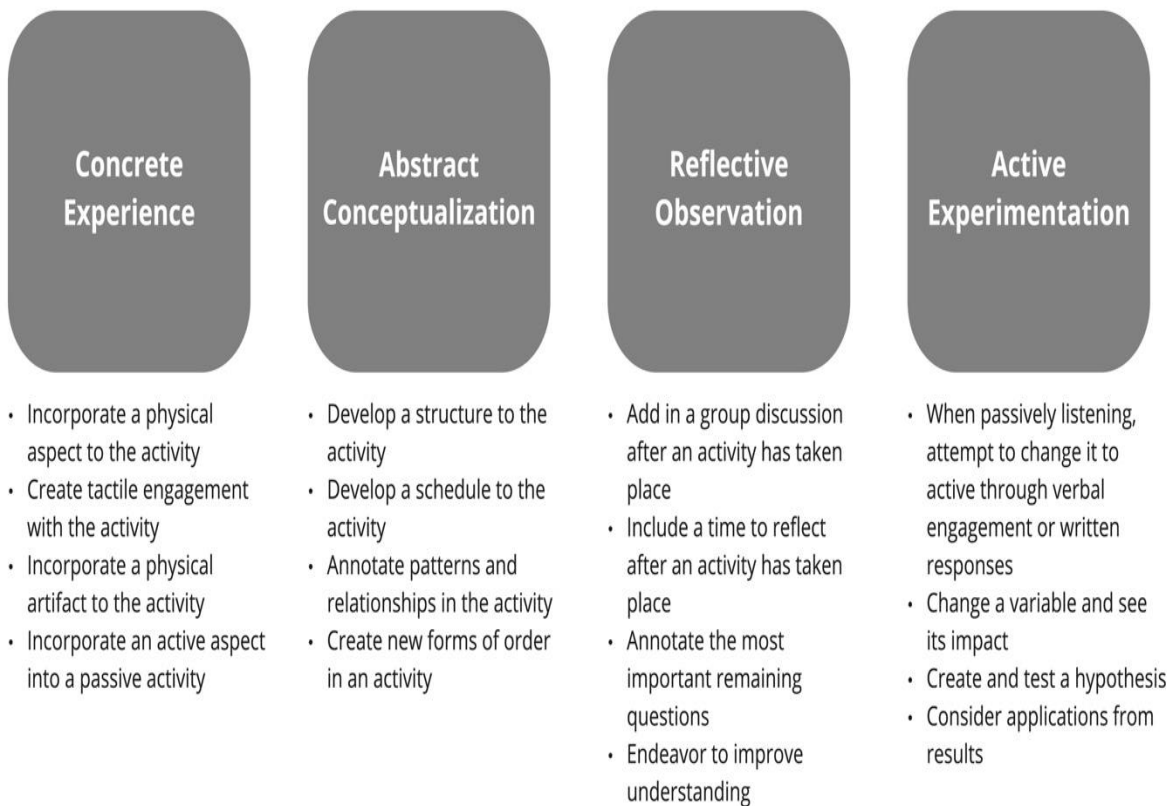 Concrete
Experience
• Incorporate a physical
aspect to the activity
• Create tactile engagement
with the activity
• Incorporate a physical
artifact to the activity
• Incorporate an active aspect
into a passive activity
Abstract
Conceptualization
• Develop a structure to the
activity
• Develop a schedule to the
activity
• Annotate patterns and
relationships in the activity
• Create new forms of order
in an activity
Reflective
Observation
• Add in a group discussion
after an activity has taken
place
• Include a time to reflect
after an activity has taken
place
• Annotate the most
important remaining
questions
• Endeavor to improve
understanding
Active
Experimentation
• When passively listening,
attempt to change it to
active through verbal
engagement or written
responses
• Change a variable and see
its impact
• Create and test a hypothesis
• Consider applications from
results